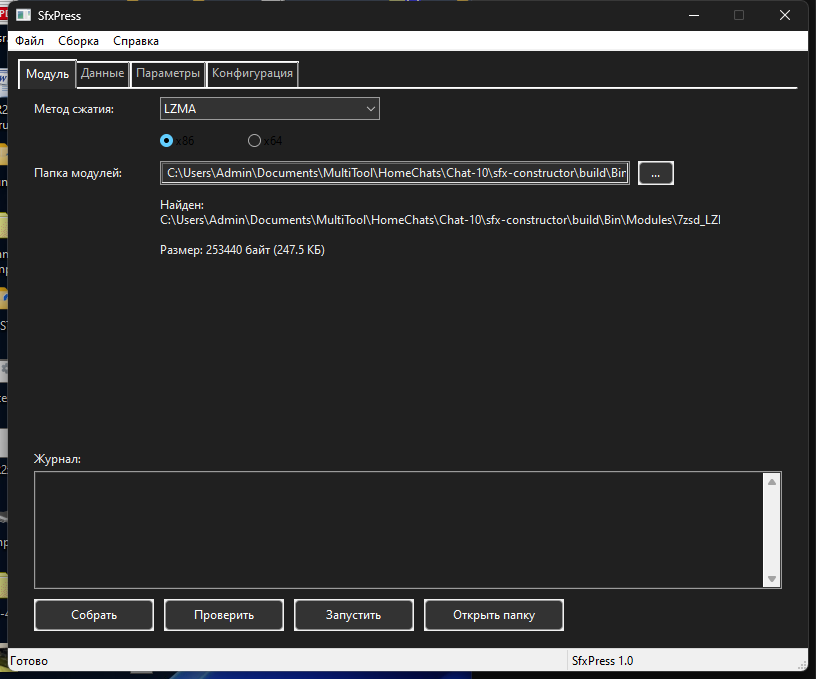 SfxPress
Файл Сборка Справка
Модуль Данные Параметры Конфигурация
Метод сжатия: LZMA
x86 x64
Папка модулей: C:\Users\Admin\Documents\MultiTool\HomeChats\Chat-10\sfx-constructor\build\Bin ...
Найден:
C:\Users\Admin\Documents\MultiTool\HomeChats\Chat-10\sfx-constructor\build\Bin\Modules\7zsd_LZ
Размер: 253440 байт (247.5 КБ)
Журнал:
Собрать Проверить Запустить Открыть папку
Готово SfxPress 1.0